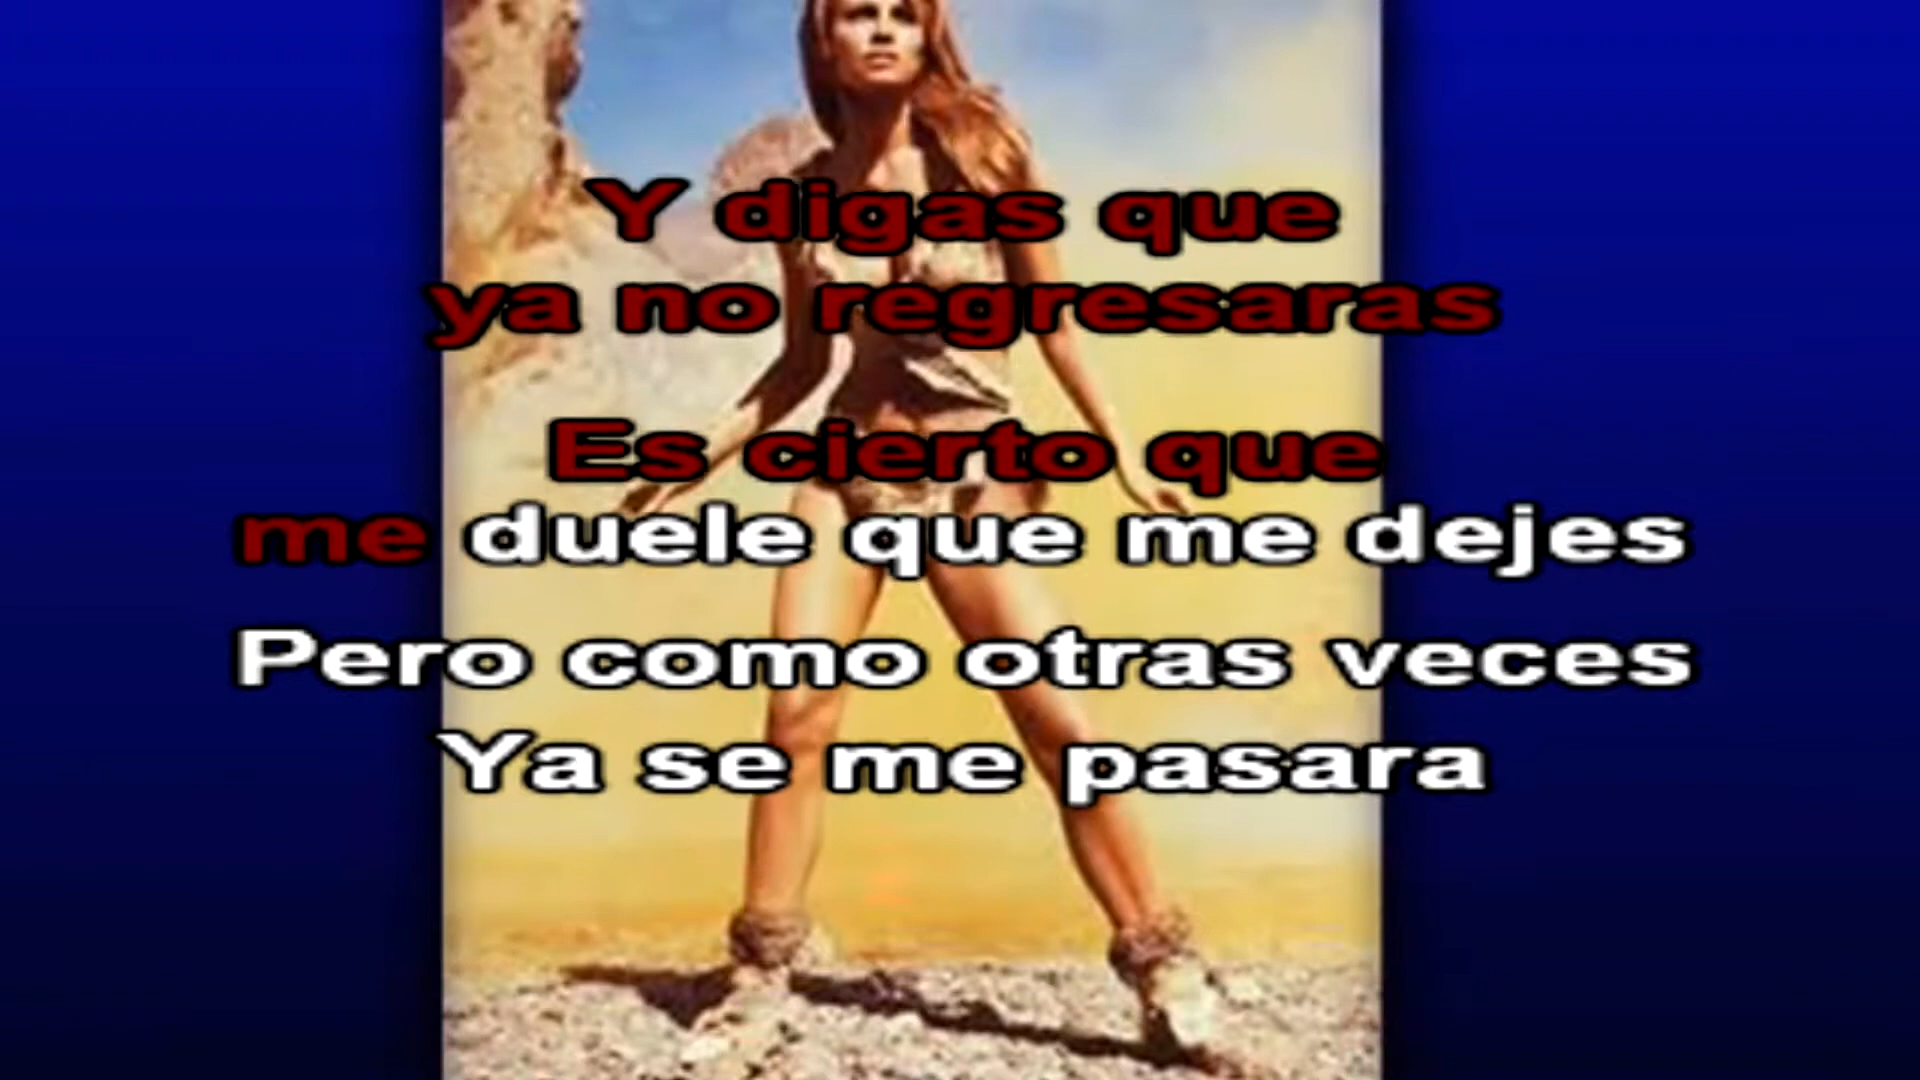 Y digas que
ya no regresaras
Es cierto que
me duele que me dejes
Pero como otras veces
Ya se me pasara